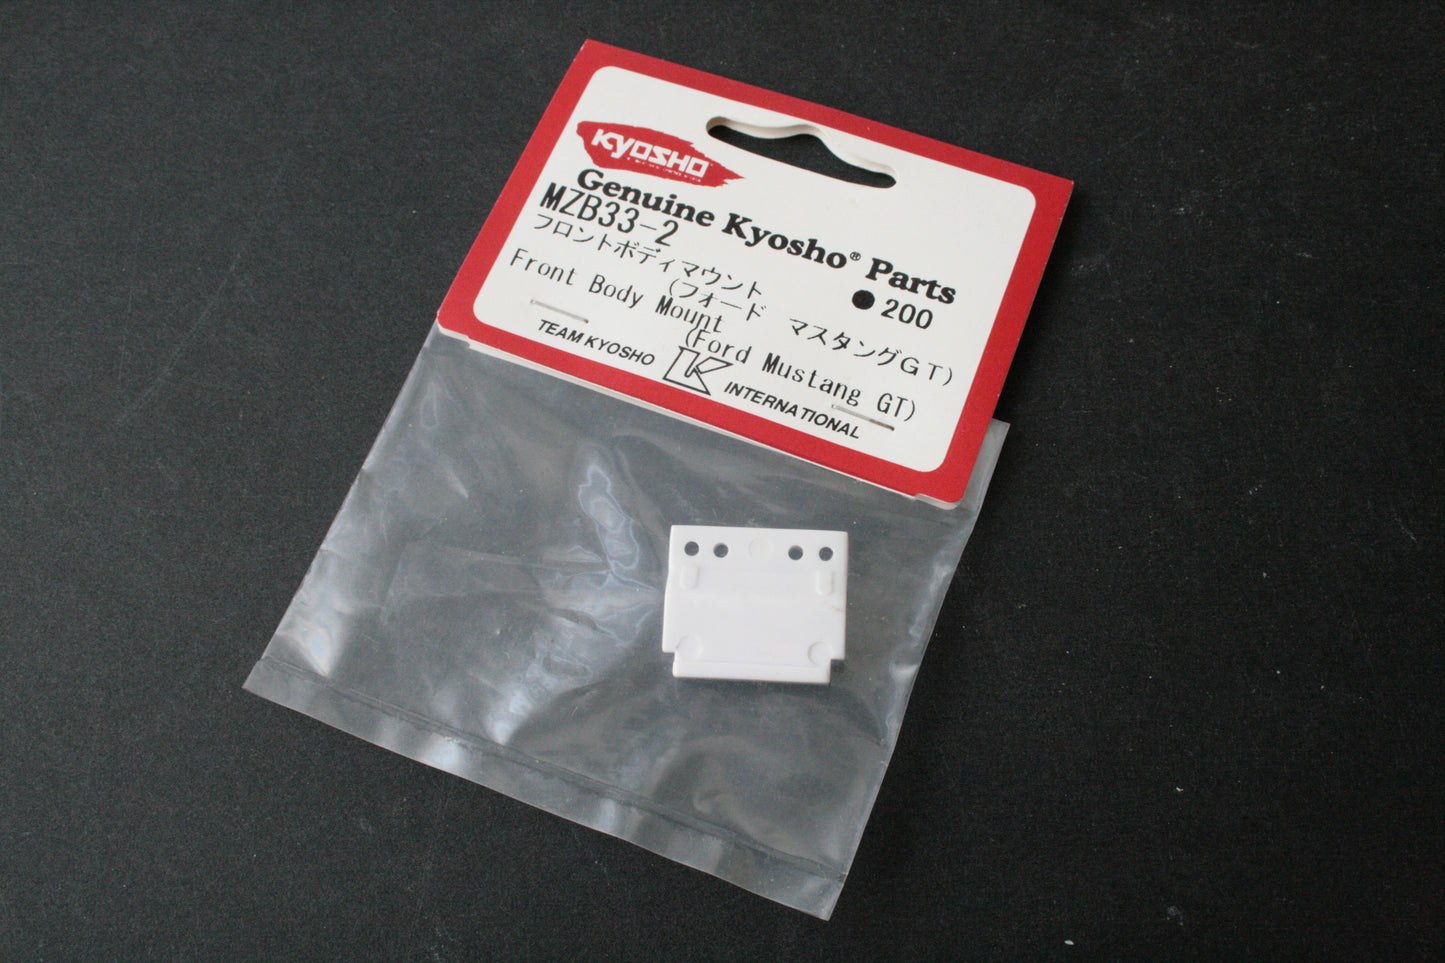 KYOSHO
Genuine Kyosho® Parts
MZB33-2
●200
フロントボディマウント
(フォード マスタングGT)
Front Body Mount
(Ford Mustang GT)
TEAM KYOSHO K INTERNATIONAL